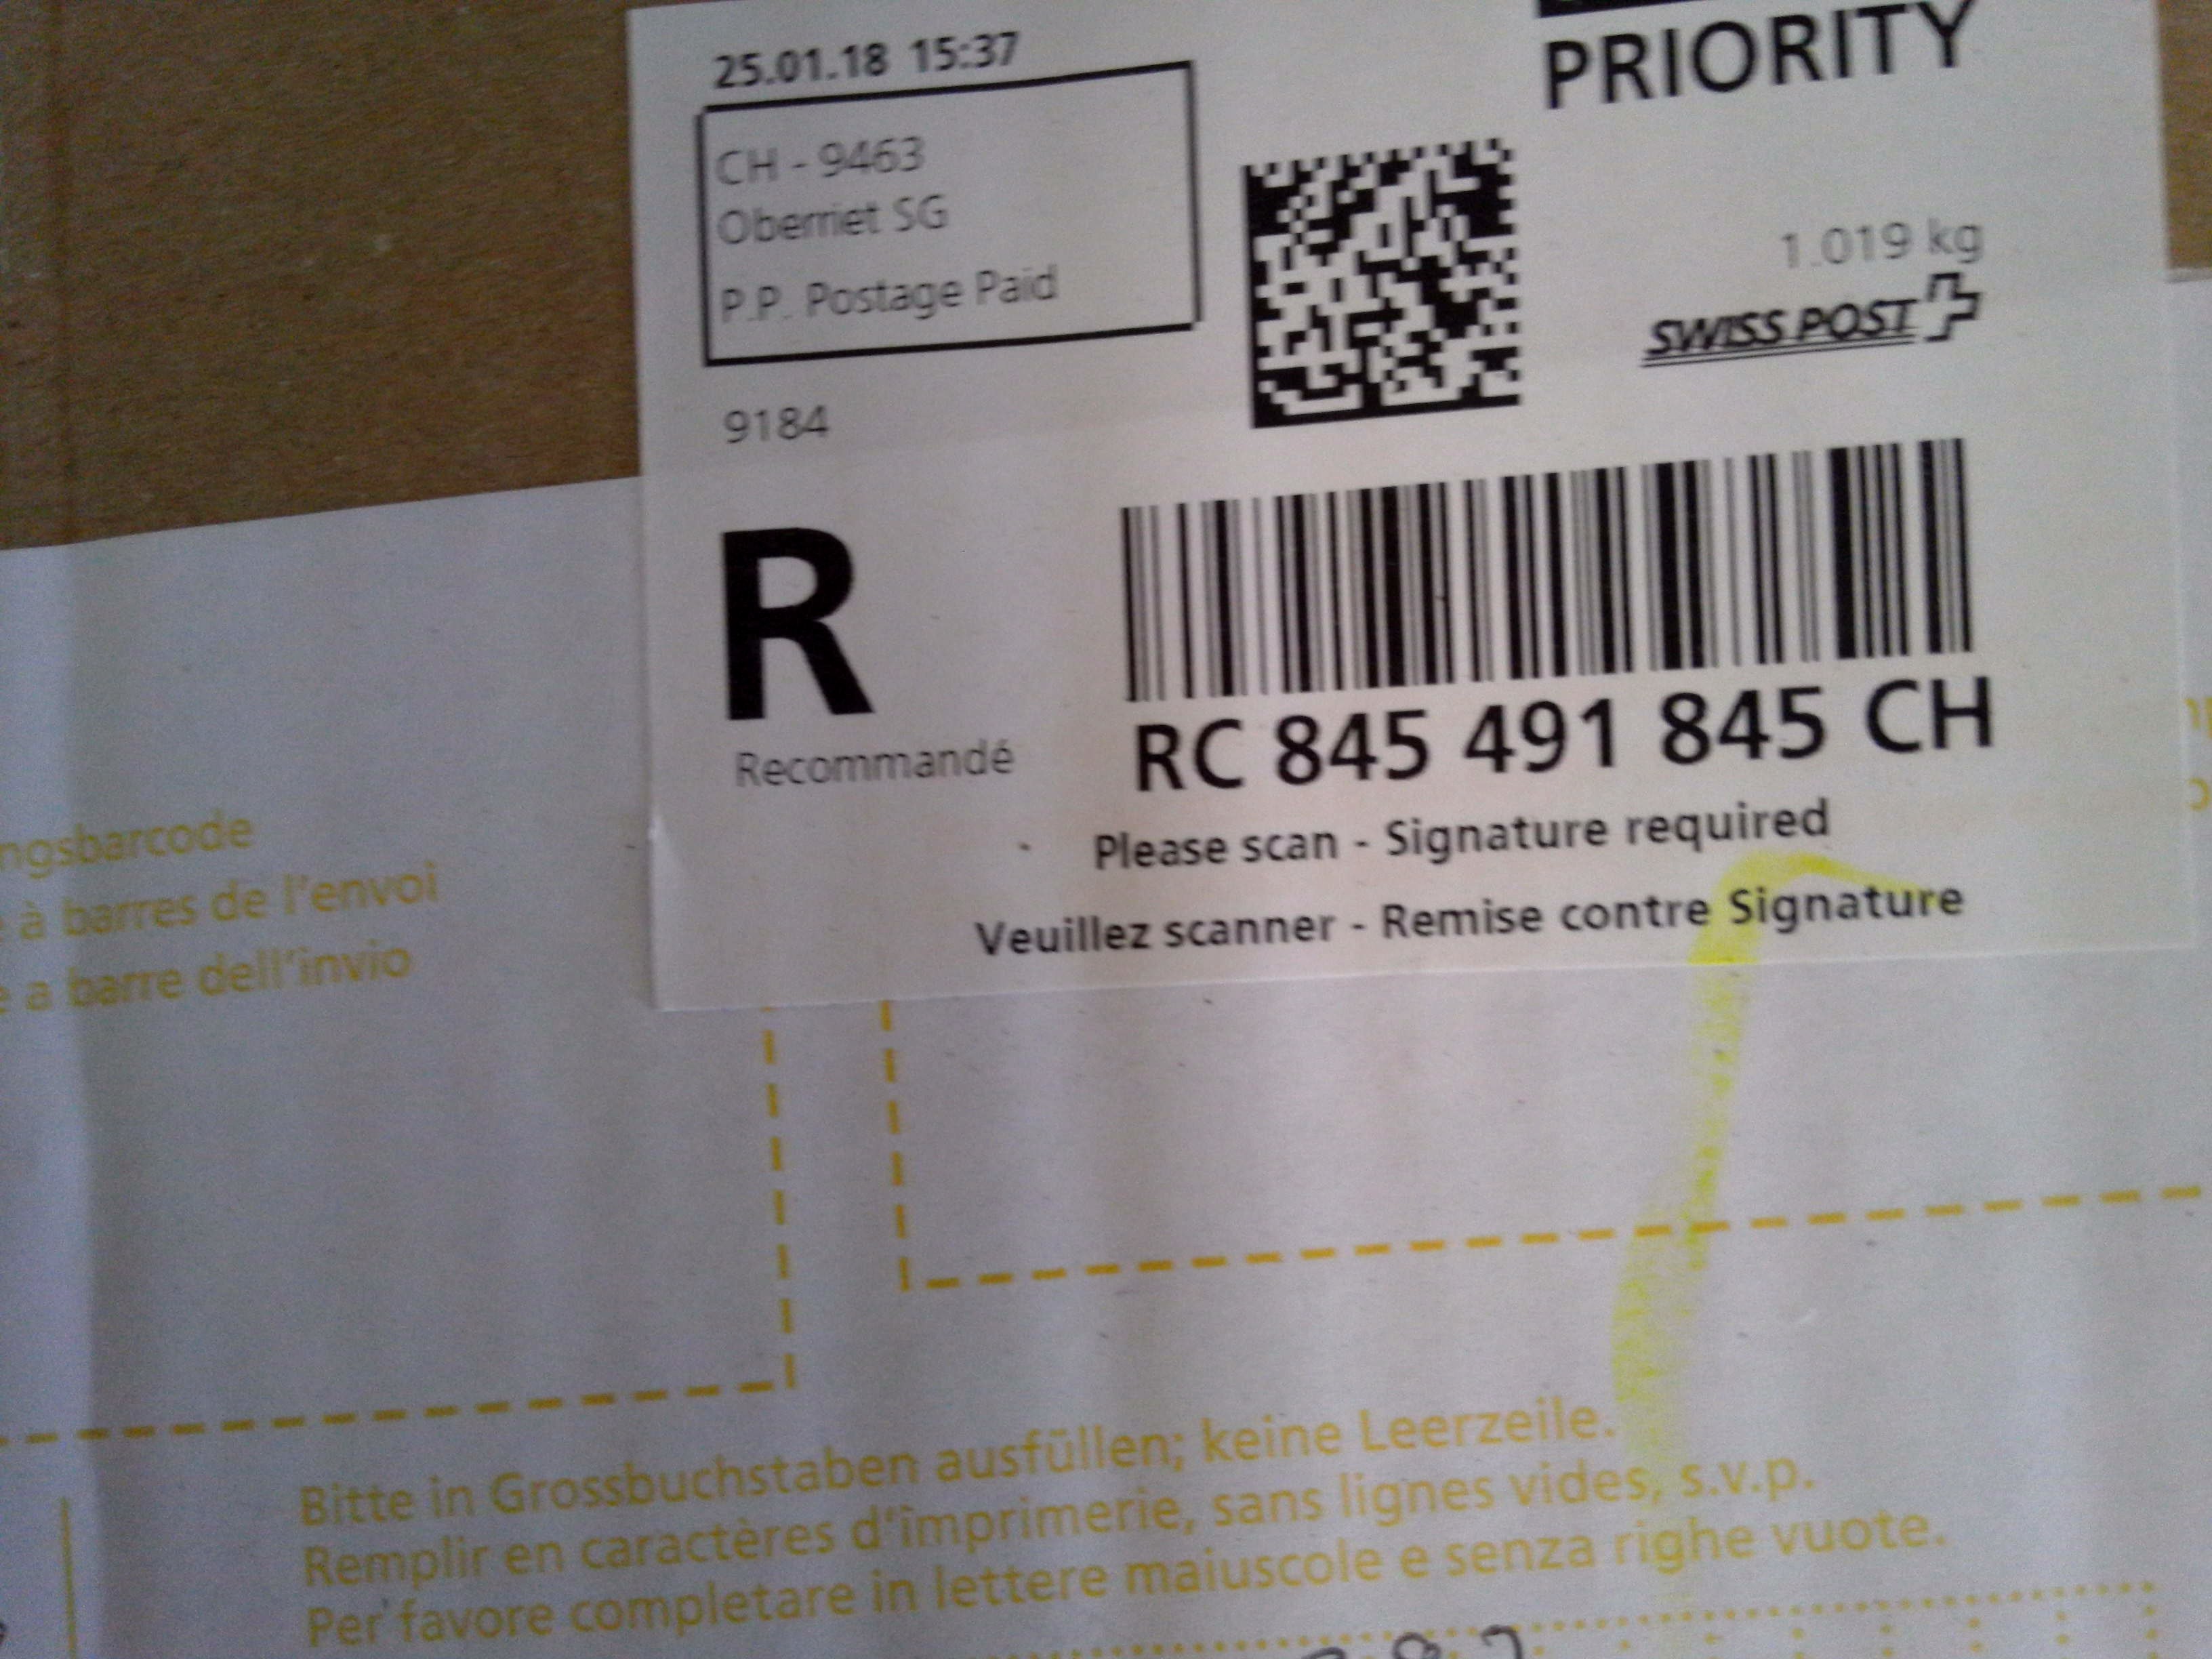 25.01.18 15:37
PRIORITY
CH - 9463
Oberriet SG
P.P. Postage Paid
1.019 kg
SWISS POST
9184
R
Recommandé
RC 845 491 845 CH
Please scan - Signature required
Veuillez scanner - Remise contre Signature
ngsbarcode
à barres de l'envoi
e a barre dell'invio
Bitte in Grossbuchstaben ausfüllen; keine Leerzeile.
Remplir en caractères d'imprimerie, sans lignes vides, s.v.p.
Per favore completare in lettere maiuscole e senza righe vuote.